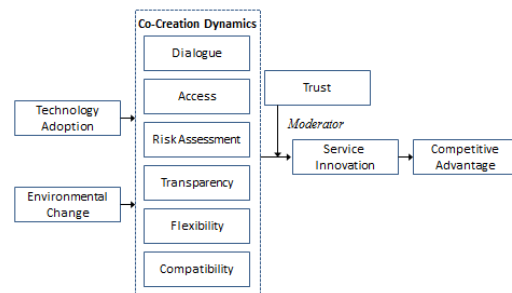 Co-Creation Dynamics
Dialogue
Access
Risk Assessment
Transparency
Flexibility
Compatibility
Technology
Adoption
Environmental
Change
Trust
Moderator
Service
Innovation
Competitive
Advantage